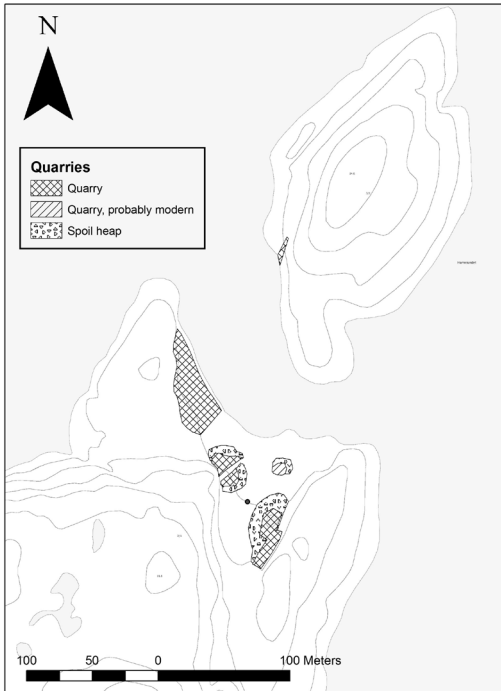 N
Quarries
Quarry
Quarry, probably modern
Spoil heap
100 50 0 100 Meters